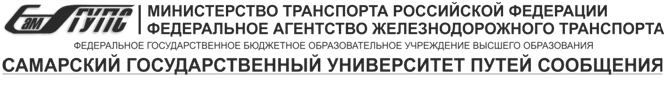 СамГУПС
МИНИСТЕРСТВО ТРАНСПОРТА РОССИЙСКОЙ ФЕДЕРАЦИИ
ФЕДЕРАЛЬНОЕ АГЕНТСТВО ЖЕЛЕЗНОДОРОЖНОГО ТРАНСПОРТА
ФЕДЕРАЛЬНОЕ ГОСУДАРСТВЕННОЕ БЮДЖЕТНОЕ ОБРАЗОВАТЕЛЬНОЕ УЧРЕЖДЕНИЕ ВЫСШЕГО ОБРАЗОВАНИЯ
САМАРСКИЙ ГОСУДАРСТВЕННЫЙ УНИВЕРСИТЕТ ПУТЕЙ СООБЩЕНИЯ